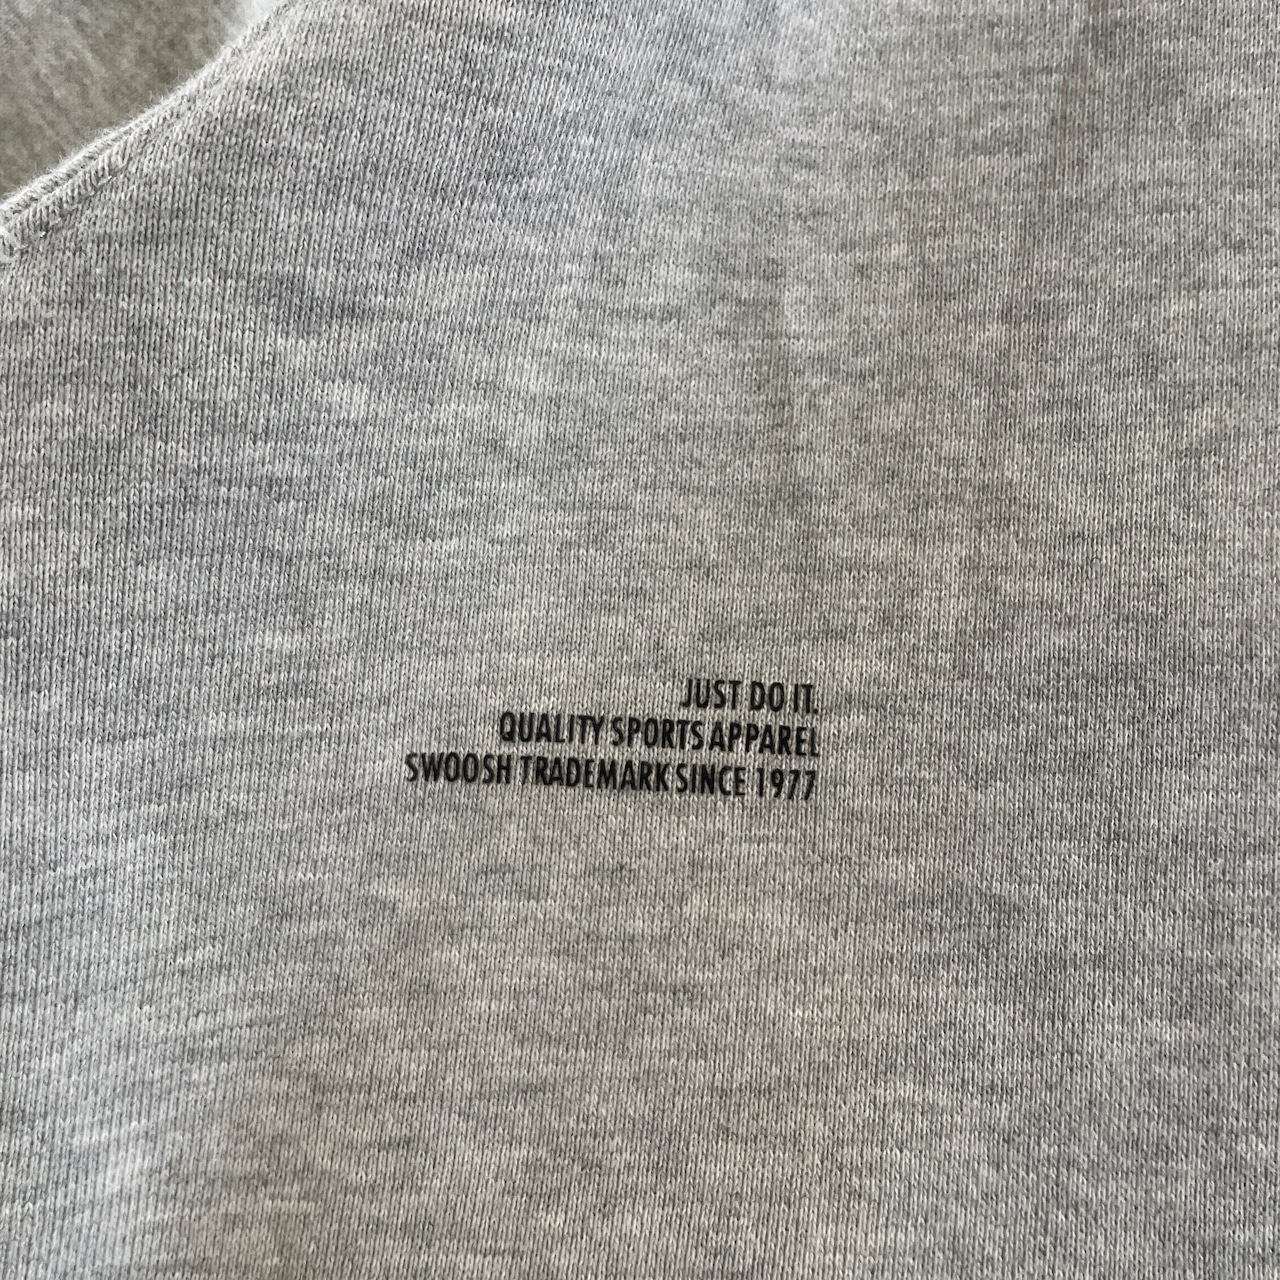 JUST DO IT.
QUALITY SPORTS APPAREL
SWOOSH TRADEMARK SINCE 1977